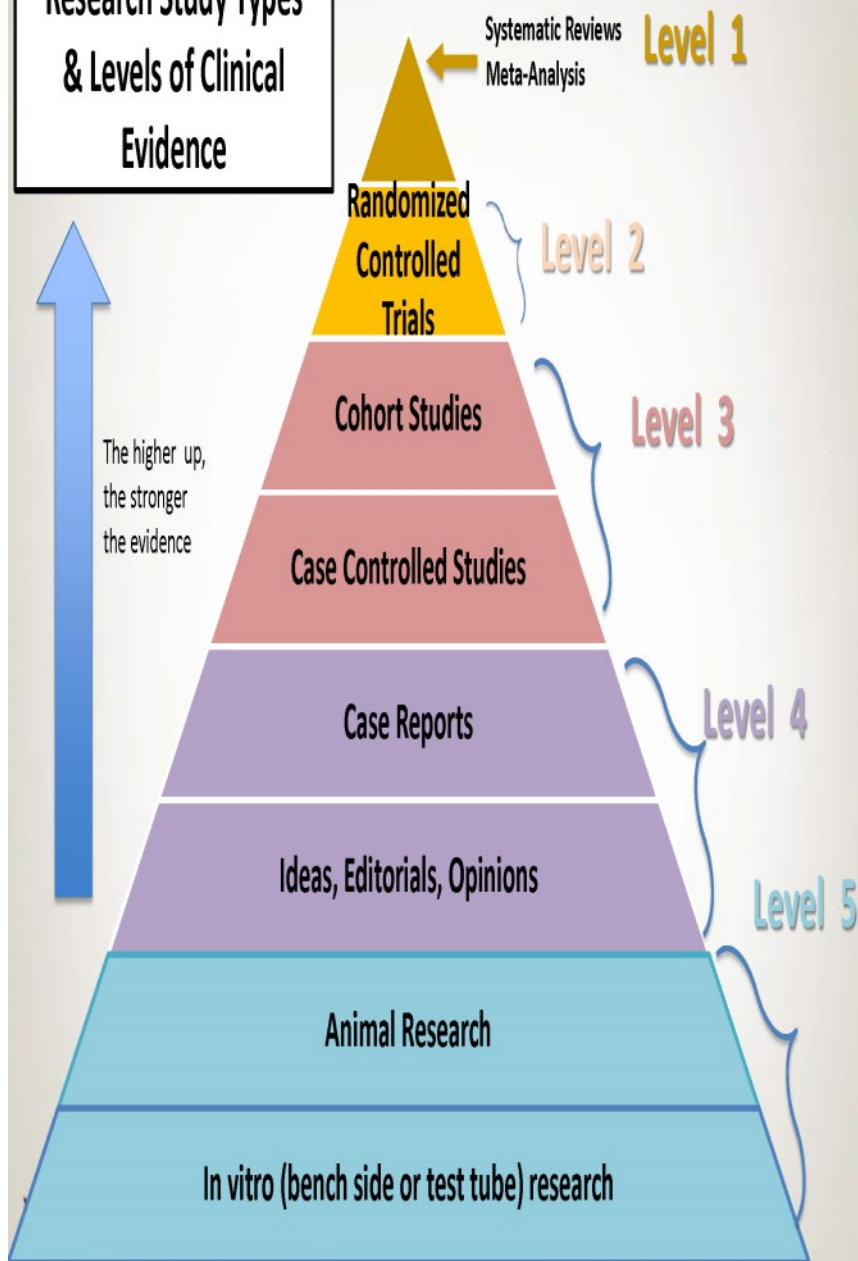 Research Study Types
& Levels of Clinical
Evidence
Systematic Reviews
Meta-Analysis
Level 1
Randomized
Controlled
Trials
Level 2
Cohort Studies
Level 3
The higher up,
the stronger
the evidence
Case Controlled Studies
Case Reports
Level 4
Ideas, Editorials, Opinions
Level 5
Animal Research
In vitro (bench side or test tube) research